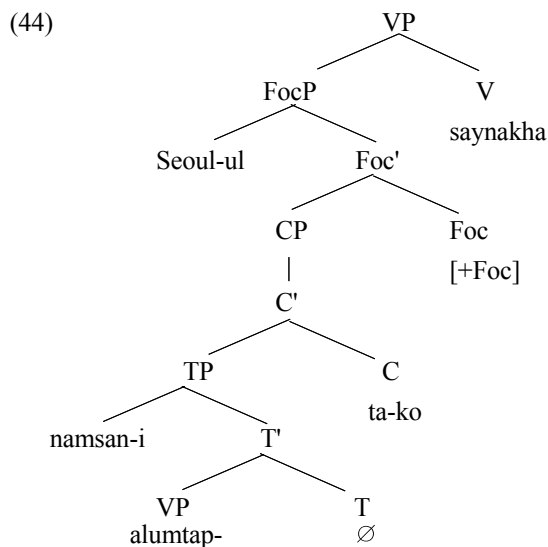 (44) VP
FocP V
saynakha
Seoul-ul Foc'
CP Foc
[+Foc]
C'
TP C
ta-ko
namsan-i T'
VP T
alumtap- ∅